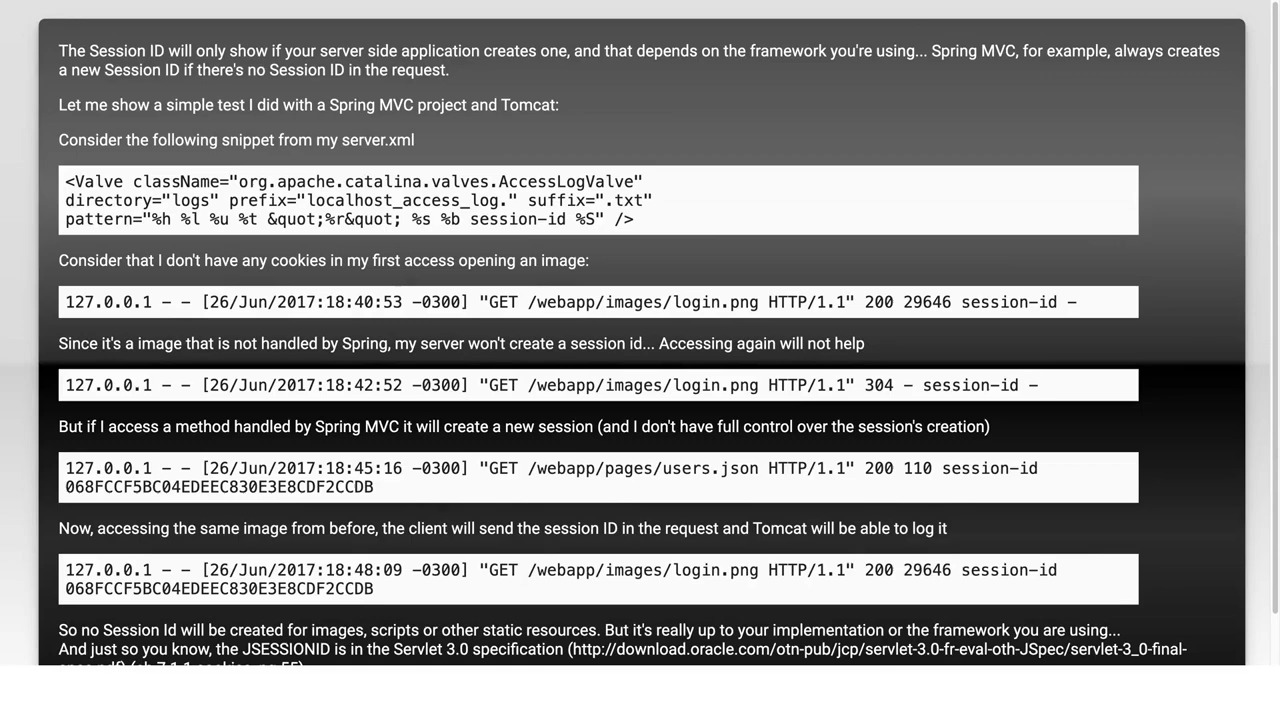 The Session ID will only show if your server side application creates one, and that depends on the framework you're using... Spring MVC, for example, always creates
a new Session ID if there's no Session ID in the request.
Let me show a simple test I did with a Spring MVC project and Tomcat:
Consider the following snippet from my server.xml
<Valve className="org.apache.catalina.valves.AccessLogValve"
directory="logs" prefix="localhost_access_log." suffix=".txt"
pattern="%h %l %u %t &quot;%r&quot; %s %b session-id %S" />
Consider that I don't have any cookies in my first access opening an image:
127.0.0.1 - - [26/Jun/2017:18:40:53 -0300] "GET /webapp/images/login.png HTTP/1.1" 200 29646 session-id -
Since it's a image that is not handled by Spring, my server won't create a session id... Accessing again will not help
127.0.0.1 - - [26/Jun/2017:18:42:52 -0300] "GET /webapp/images/login.png HTTP/1.1" 304 - session-id -
But if I access a method handled by Spring MVC it will create a new session (and I don't have full control over the session's creation)
127.0.0.1 - - [26/Jun/2017:18:45:16 -0300] "GET /webapp/pages/users.json HTTP/1.1" 200 110 session-id
068FCCF5BC04EDEEC830E3E8CDF2CCDB
Now, accessing the same image from before, the client will send the session ID in the request and Tomcat will be able to log it
127.0.0.1 - - [26/Jun/2017:18:48:09 -0300] "GET /webapp/images/login.png HTTP/1.1" 200 29646 session-id
068FCCF5BC04EDEEC830E3E8CDF2CCDB
So no Session Id will be created for images, scripts or other static resources. But it's really up to your implementation or the framework you are using...
And just so you know, the JSESSIONID is in the Servlet 3.0 specification (http://download.oracle.com/otn-pub/jcp/servlet-3.0-fr-eval-oth-JSpec/servlet-3_0-final-